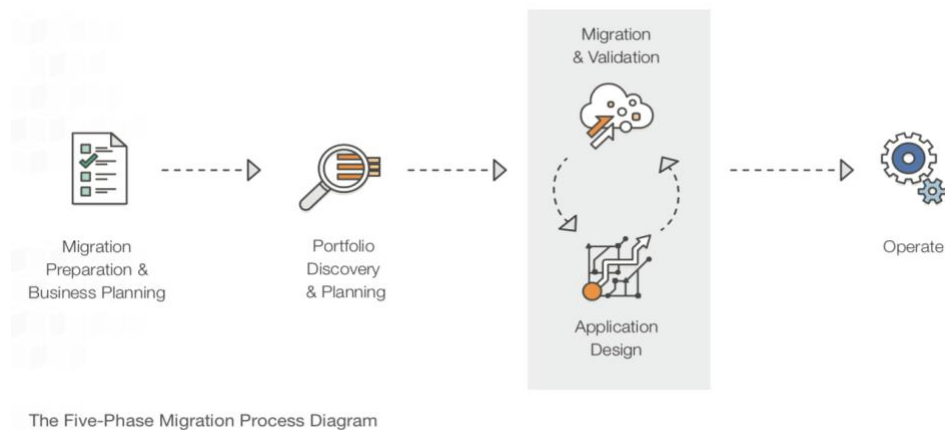 Migration
& Validation
Migration
Preparation &
Business Planning
Portfolio
Discovery
& Planning
Application
Design
Operate
The Five-Phase Migration Process Diagram